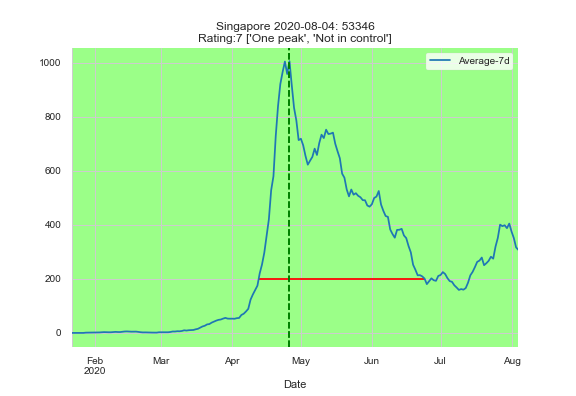 Singapore 2020-08-04: 53346
Rating:7 ['One peak', 'Not in control']
Average-7d
1000
800
600
400
200
0
Feb
2020
Mar
Apr
May
Jun
Jul
Aug
Date